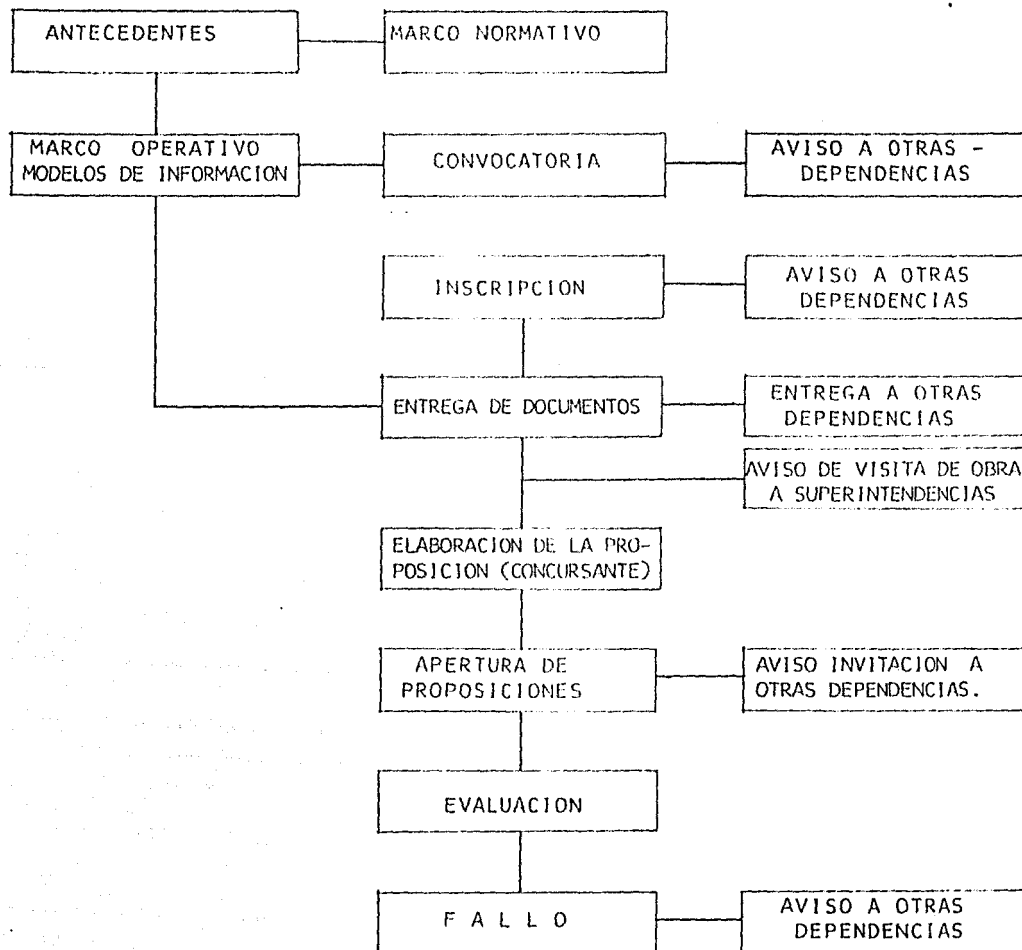 ANTECEDENTES
MARCO NORMATIVO
MARCO OPERATIVO
MODELOS DE INFORMACION
CONVOCATORIA
AVISO A OTRAS -
DEPENDENCIAS
INSCRIPCION
AVISO A OTRAS
DEPENDENCIAS
ENTREGA DE DOCUMENTOS
ENTREGA A OTRAS
DEPENDENCIAS
AVISO DE VISITA DE OBRA
A SUPERINTENDENCIAS
ELABORACION DE LA PRO-
POSICION (CONCURSANTE)
APERTURA DE
PROPOSICIONES
AVISO INVITACION A
OTRAS DEPENDENCIAS.
EVALUACION
F A L L O
AVISO A OTRAS
DEPENDENCIAS